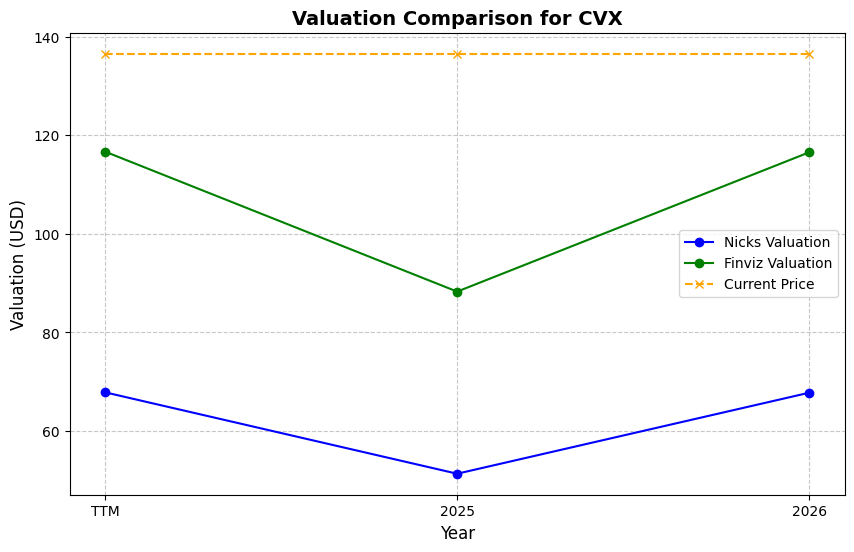 Valuation Comparison for CVX
140
120
100
80
60
Valuation (USD)
Nicks Valuation
Finviz Valuation
Current Price
TTM
2025
2026
Year